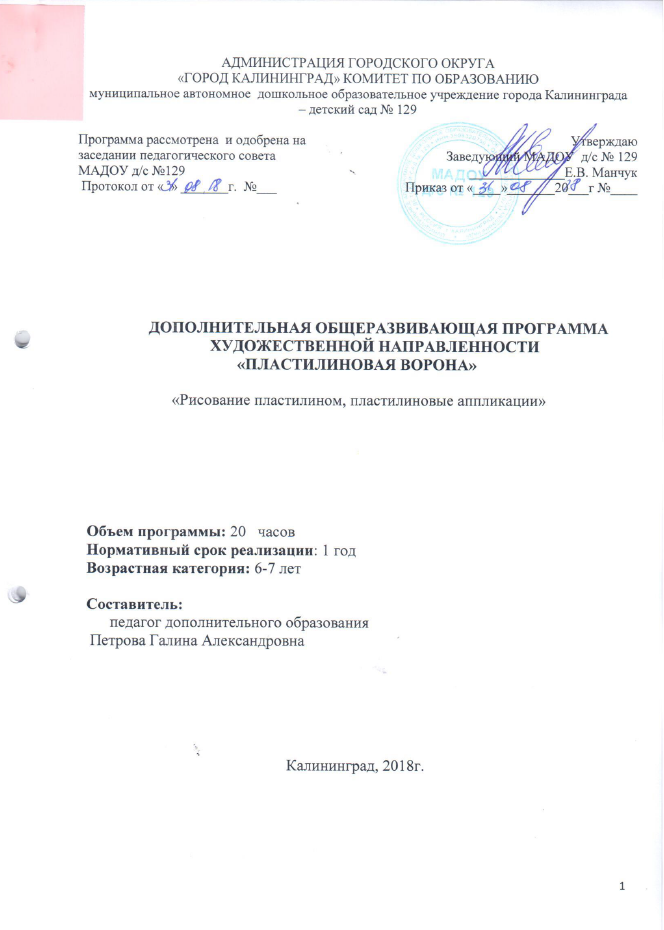 АДМИНИСТРАЦИЯ ГОРОДСКОГО ОКРУГА
«ГОРОД КАЛИНИНГРАД» КОМИТЕТ ПО ОБРАЗОВАНИЮ
муниципальное автономное дошкольное образовательное учреждение города Калининграда
– детский сад № 129
Программа рассмотрена и одобрена на
заседании педагогического совета
МАДОУ д/с №129
Протокол от «31» 08 18 г. №___
Утверждаю
Заведующий МАДОУ д/с № 129
Е.В. Манчук
Приказ от « 31 » 08 2018 г №____
МАДОУ
ДОПОЛНИТЕЛЬНАЯ ОБЩЕРАЗВИВАЮЩАЯ ПРОГРАММА
ХУДОЖЕСТВЕННОЙ НАПРАВЛЕННОСТИ
«ПЛАСТИЛИНОВАЯ ВОРОНА»
«Рисование пластилином, пластилиновые аппликации»
Объем программы: 20 часов
Нормативный срок реализации: 1 год
Возрастная категория: 6-7 лет
Составитель:
педагог дополнительного образования
Петрова Галина Александровна
Калининград, 2018г.
1